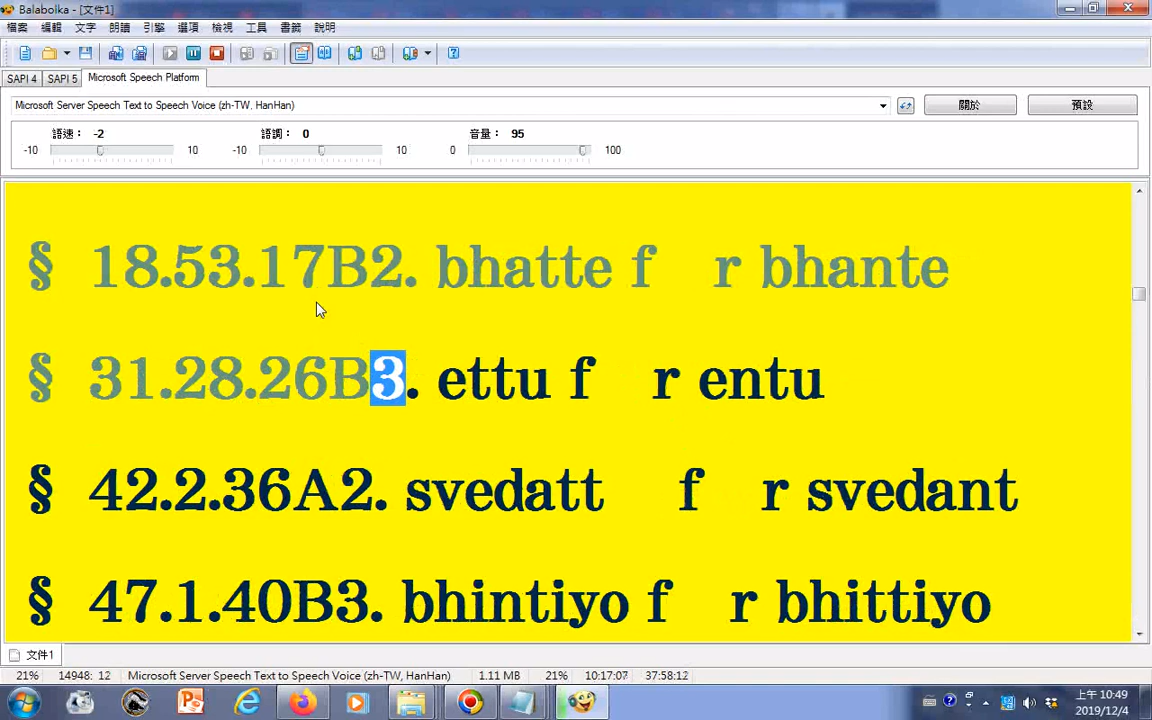 Balabolka - [文件1]
檔案 編輯 文字 朗讀 引擎 選項 檢視 工具 書籤 說明
SAPI 4 SAPI 5 Microsoft Speech Platform
Microsoft Server Speech Text to Speech Voice (zh-TW, HanHan) 關於 預設
語速： -2 語調： 0 音量： 95
-10 10 -10 10 0 100
§ 18.53.17B2. bhatte f r bhante
§ 31.28.26B3. ettu f r entu
§ 42.2.36A2. svedatt f r svedant
§ 47.1.40B3. bhintiyo f r bhittiyo
文件1
21% 14948: 12 Microsoft Server Speech Text to Speech Voice (zh-TW, HanHan) 1.11 MB 21% 10:17:07 37:58:12
上午 10:49
2019/12/4